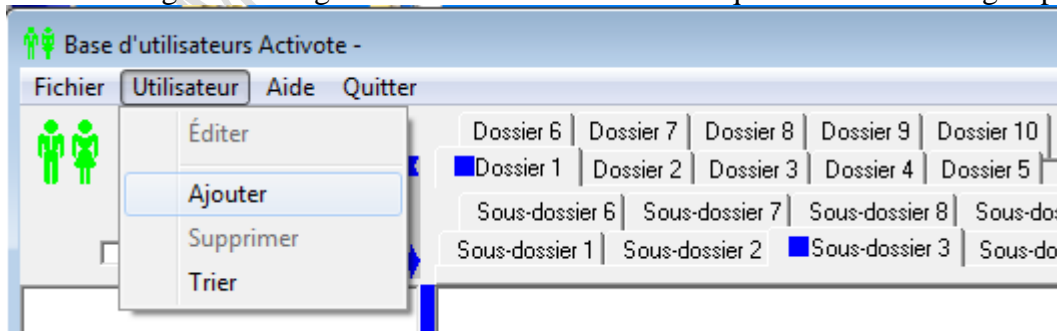 Base d'utilisateurs Activote -
Fichier Utilisateur Aide Quitter
Éditer
Ajouter
Supprimer
Trier
Dossier 6 Dossier 7 Dossier 8 Dossier 9 Dossier 10
Dossier 1 Dossier 2 Dossier 3 Dossier 4 Dossier 5
Sous-dossier 6 Sous-dossier 7 Sous-dossier 8
Sous-dossier 1 Sous-dossier 2 Sous-dossier 3